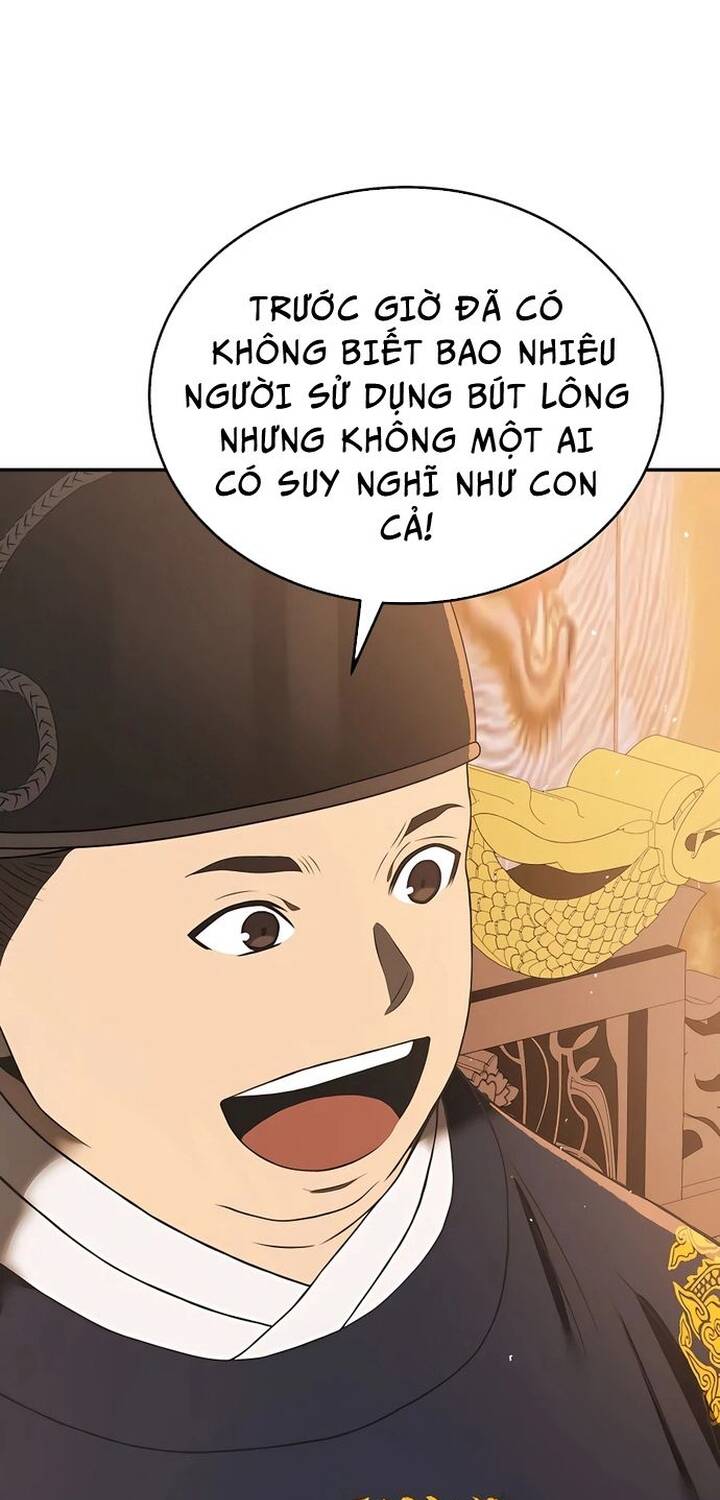 TRƯỚC GIỜ ĐÃ CÓ
KHÔNG BIẾT BAO NHIÊU
NGƯỜI SỬ DỤNG BÚT LÔNG
NHƯNG KHÔNG MỘT AI
CÓ SUY NGHĨ NHƯ CON
CẢ!